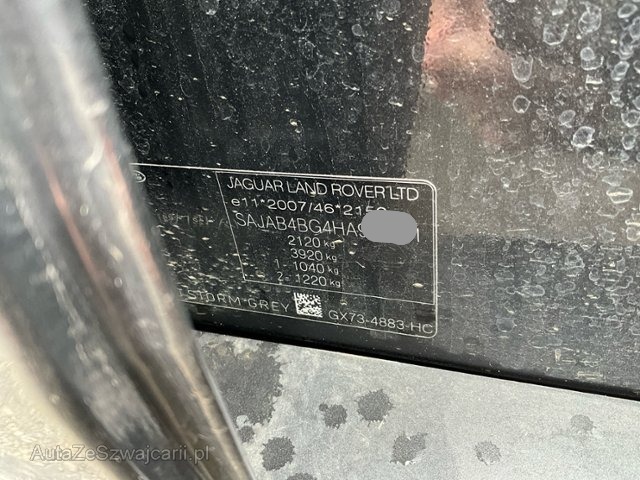 JAGUAR LAND ROVER LTD
e11*2007/46*215
SAJAB4BG4HA
2120 kg
3920 kg
1- 1040 kg
2- 1220 kg
STORM-GREY
GX73-4883-HC
AutaZeSzwajcarii.pl